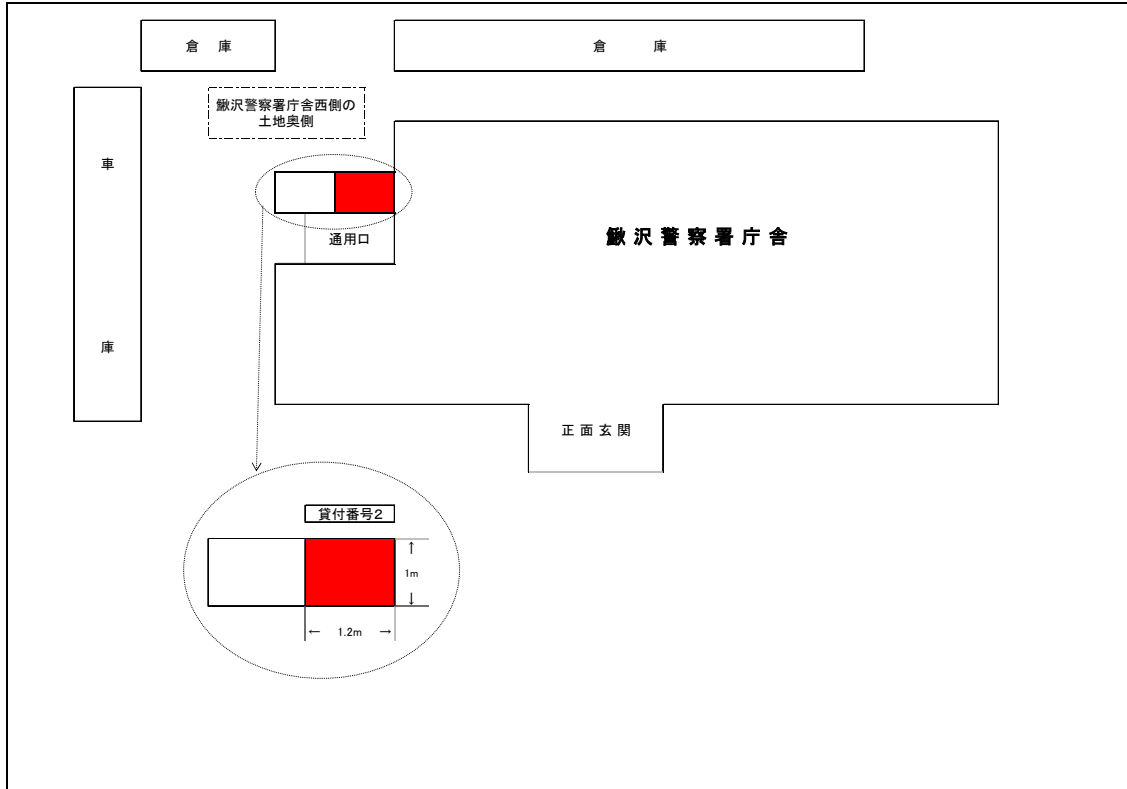 倉 庫
倉 庫
鰍沢警察署庁舎西側の
土地奥側
車
庫
通用口
鰍沢警察署庁舎
正面玄関
貸付番号2
↑
1m
↓
← 1.2m →